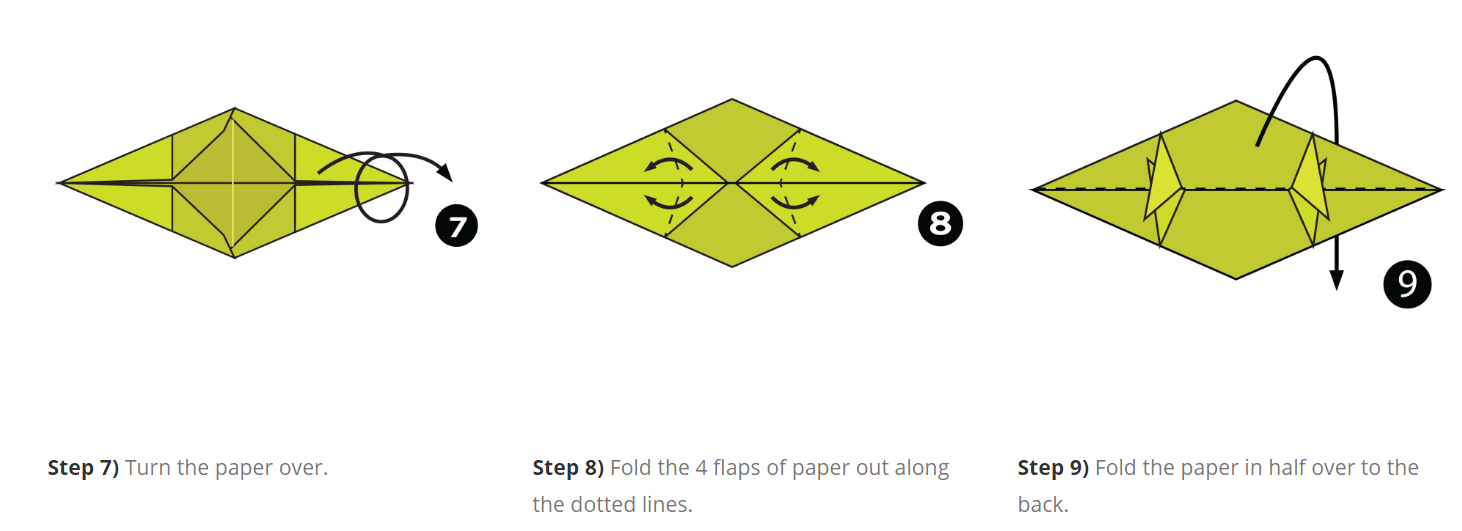 7
8
9
Step 7) Turn the paper over.
Step 8) Fold the 4 flaps of paper out along
the dotted lines.
Step 9) Fold the paper in half over to the
back.